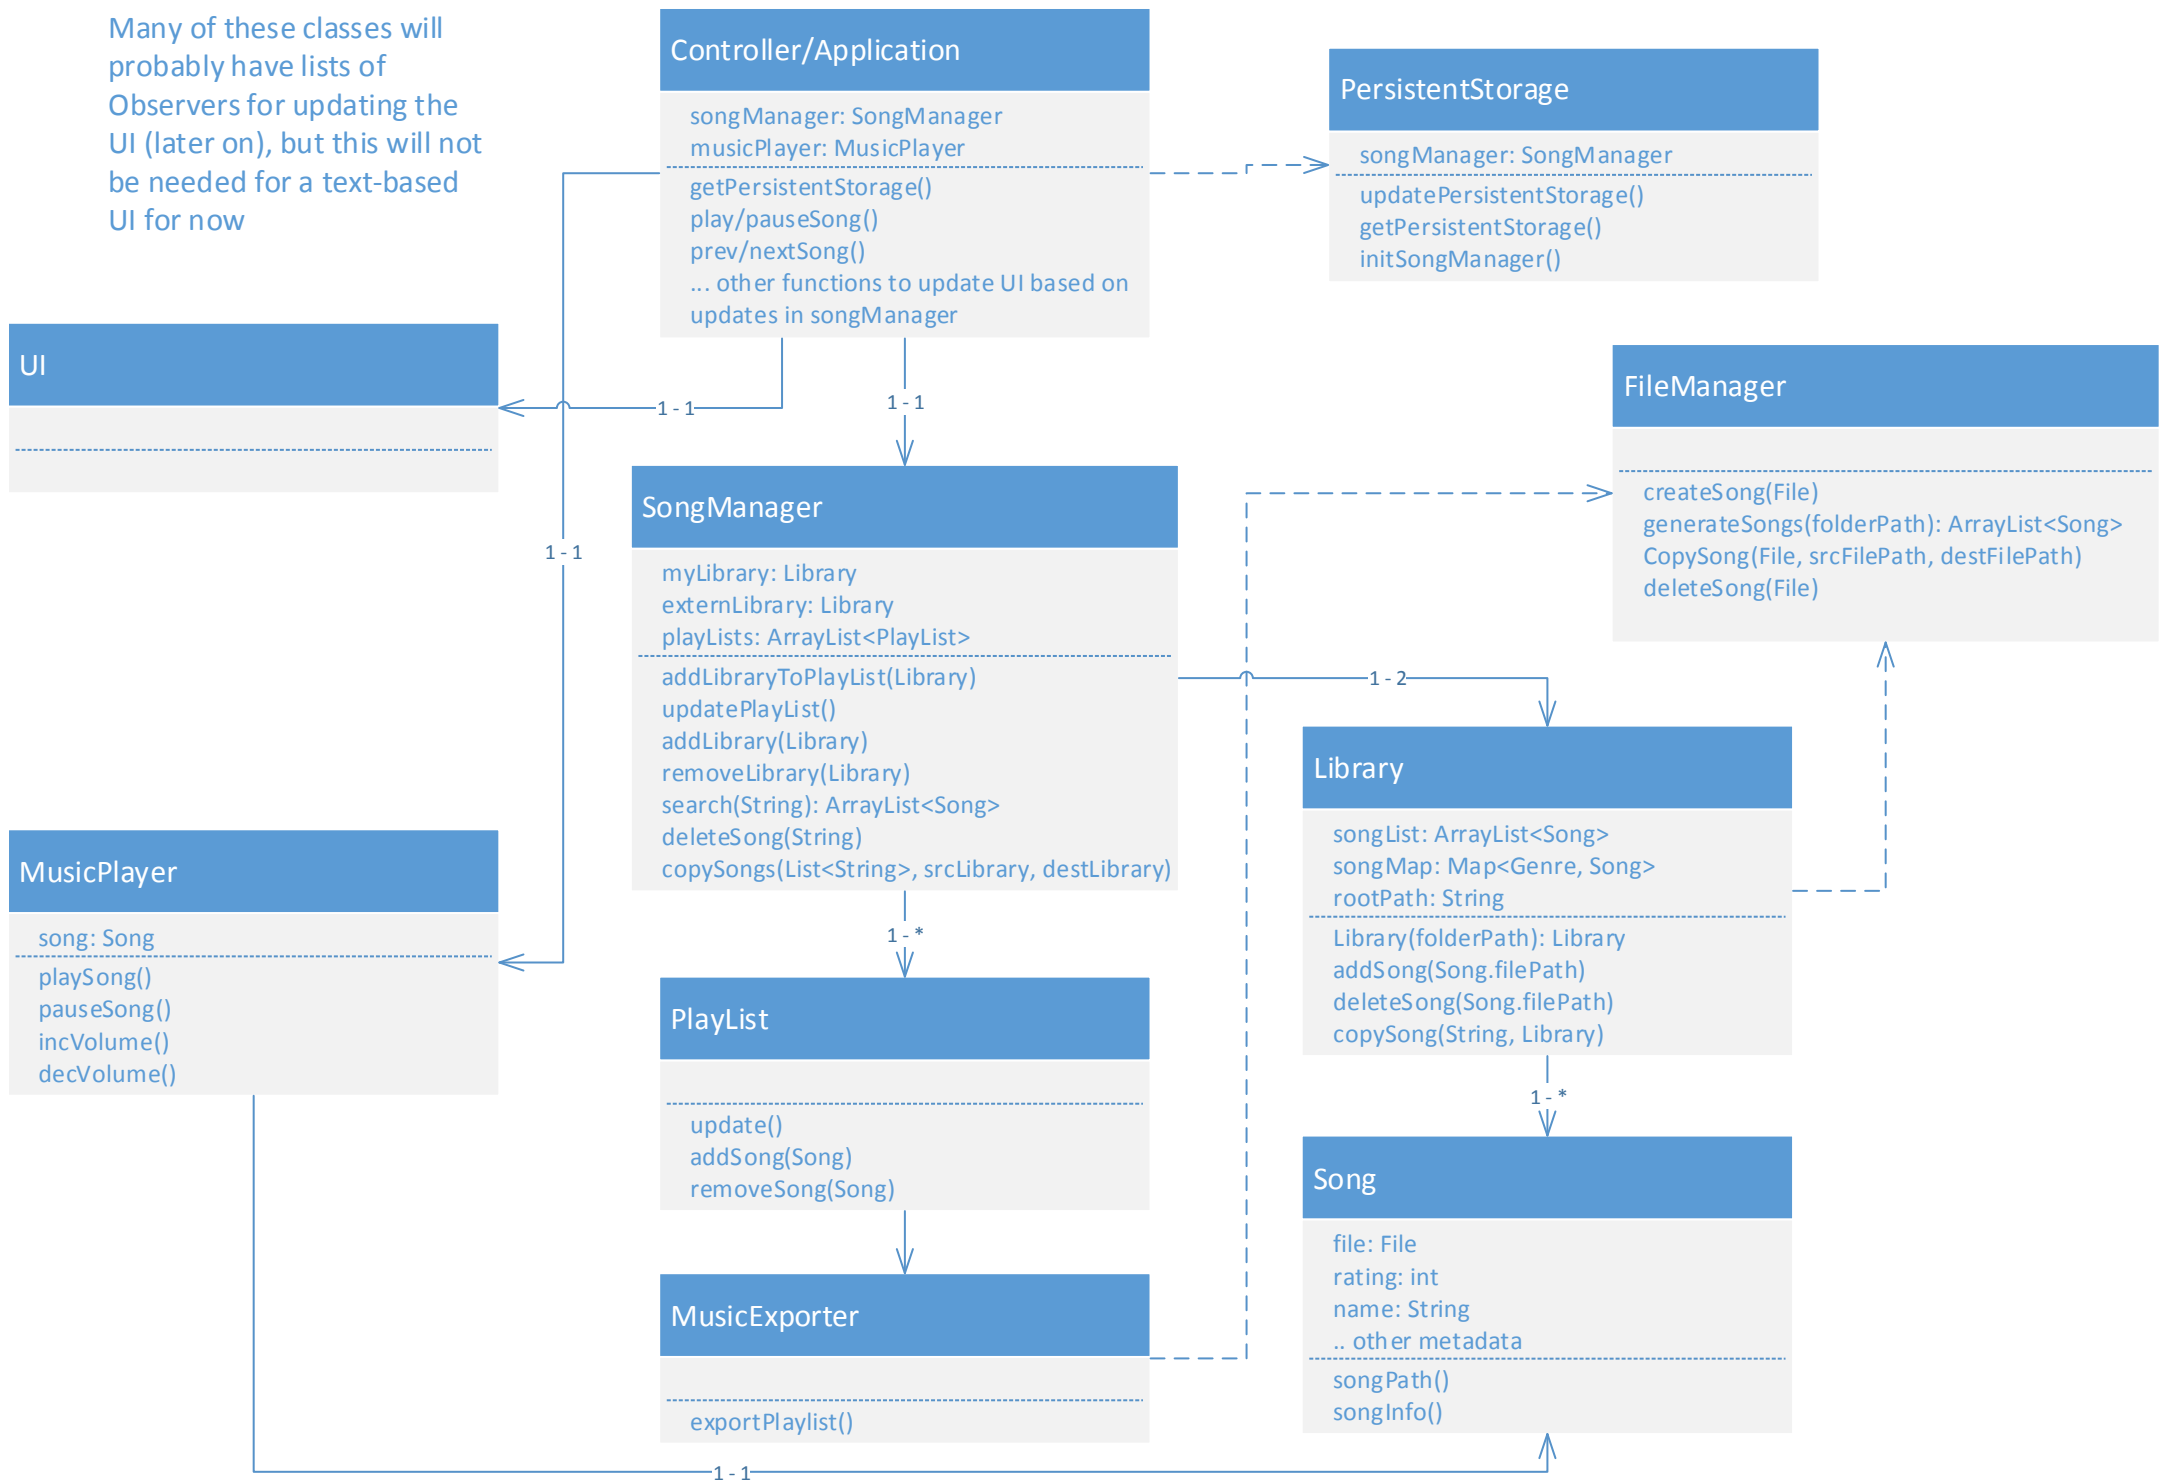 Many of these classes will
probably have lists of
Observers for updating the
UI (later on), but this will not
be needed for a text-based
UI for now
Controller/Application
songManager: SongManager
musicPlayer: MusicPlayer
getPersistentStorage()
play/pauseSong()
prev/nextSong()
... other functions to update UI based on
updates in songManager
PersistentStorage
songManager: SongManager
updatePersistentStorage()
getPersistentStorage()
initSongManager()
UI
1 - 1
1 - 1
1 - 1
FileManager
createSong(File)
generateSongs(folderPath): ArrayList<Song>
CopySong(File, srcFilePath, destFilePath)
deleteSong(File)
SongManager
myLibrary: Library
externLibrary: Library
playLists: ArrayList<PlayList>
addLibraryToPlayList(Library)
updatePlayList()
addLibrary(Library)
removeLibrary(Library)
search(String): ArrayList<Song>
deleteSong(String)
copySongs(List<String>, srcLibrary, destLibrary)
1 - 2
1 - *
Library
songList: ArrayList<Song>
songMap: Map<Genre, Song>
rootPath: String
Library(folderPath): Library
addSong(Song.filePath)
deleteSong(Song.filePath)
copySong(String, Library)
1 - *
MusicPlayer
song: Song
playSong()
pauseSong()
incVolume()
decVolume()
PlayList
update()
addSong(Song)
removeSong(Song)
MusicExporter
exportPlaylist()
Song
file: File
rating: int
name: String
.. other metadata
songPath()
songInfo()
1 - 1